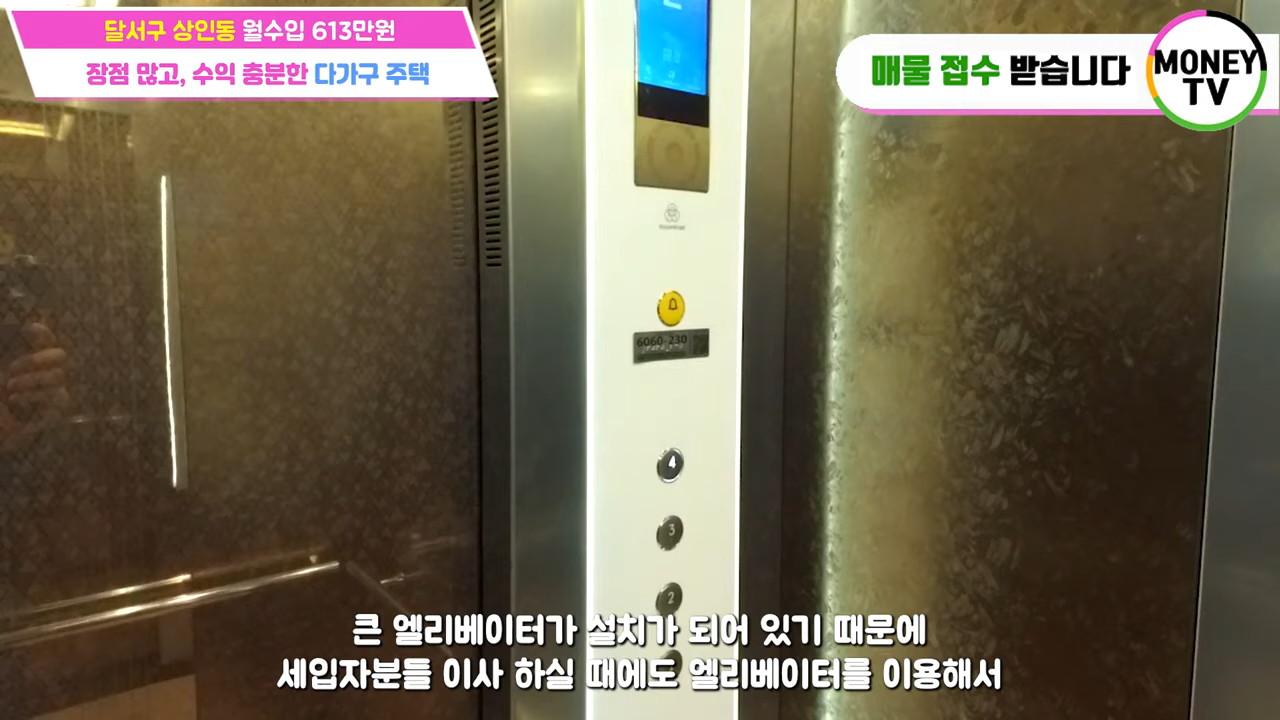 달서구 상인동 월수입 613만원
장점 많고, 수익 충분한 다가구 주택
매물 접수 받습니다
MONEY
TV
6060-230
4
3
2
큰 엘리베이터가 설치가 되어 있기 때문에
세입자분들 이사 하실 때에도 엘리베이터를 이용해서